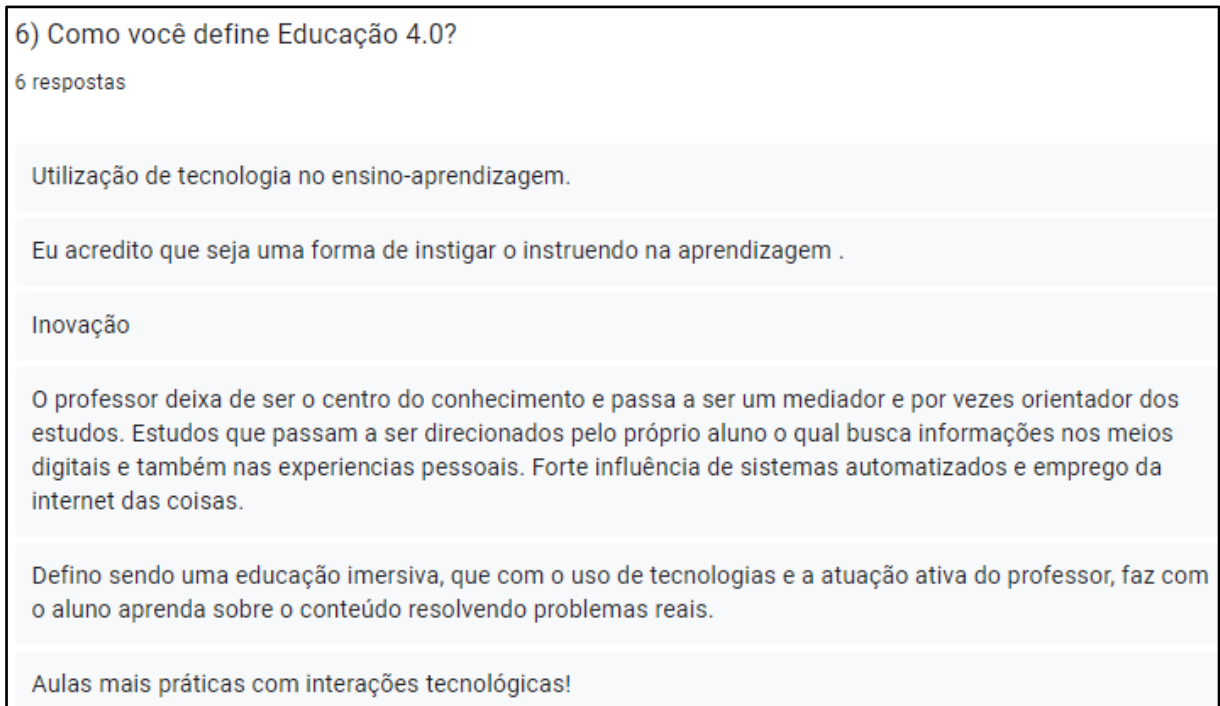 6) Como você define Educação 4.0?
6 respostas
Utilização de tecnologia no ensino-aprendizagem.
Eu acredito que seja uma forma de instigar o instruendo na aprendizagem .
Inovação
O professor deixa de ser o centro do conhecimento e passa a ser um mediador e por vezes orientador dos
estudos. Estudos que passam a ser direcionados pelo próprio aluno o qual busca informações nos meios
digitais e também nas experiencias pessoais. Forte influência de sistemas automatizados e emprego da
internet das coisas.
Defino sendo uma educação imersiva, que com o uso de tecnologias e a atuação ativa do professor, faz com
o aluno aprenda sobre o conteúdo resolvendo problemas reais.
Aulas mais práticas com interações tecnológicas!